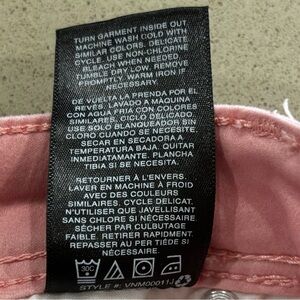 TURN GARMENT INSIDE OUT
MACHINE WASH COLD WITH
SIMILAR COLORS. DELICATE
CYCLE. USE NON-CHLORINE
BLEACH WHEN NEEDED.
TUMBLE DRY LOW. REMOVE
PROMPTLY. WARM IRON IF
NECESSARY.
DE VUELTA LA PRENDA POR EL
REVÉS. LAVADO A MÁQUINA
CON AGUA FRIA CON COLORES
SIMILARES, CICLO DELICADO.
USE SOLO BLANQUEADOR SIN
CLORO CUANDO SE NECESITE.
SECAR EN SECADORA A
TEMPERATURA BAJA. QUITAR
INMEDIATAMENTE. PLANCHA
TIBIA SI NECESITA.
RETOURNER À L'ENVERS.
LAVER EN MACHINE À FROID
AVEC DES COULEURS
SIMILAIRES. CYCLE DELICAT.
N'UTILISER QUE JAVELLISANT
SANS CHLORE SI NÉCESSAIRE.
SÉCHER PAR CULBUTAGE
FAIBLE. RETIRER RAPIDEMENT.
REPASSER AU FER TIÈDE SI
NÉCESSAIRE.
30C
STYLE #: VNM00011J